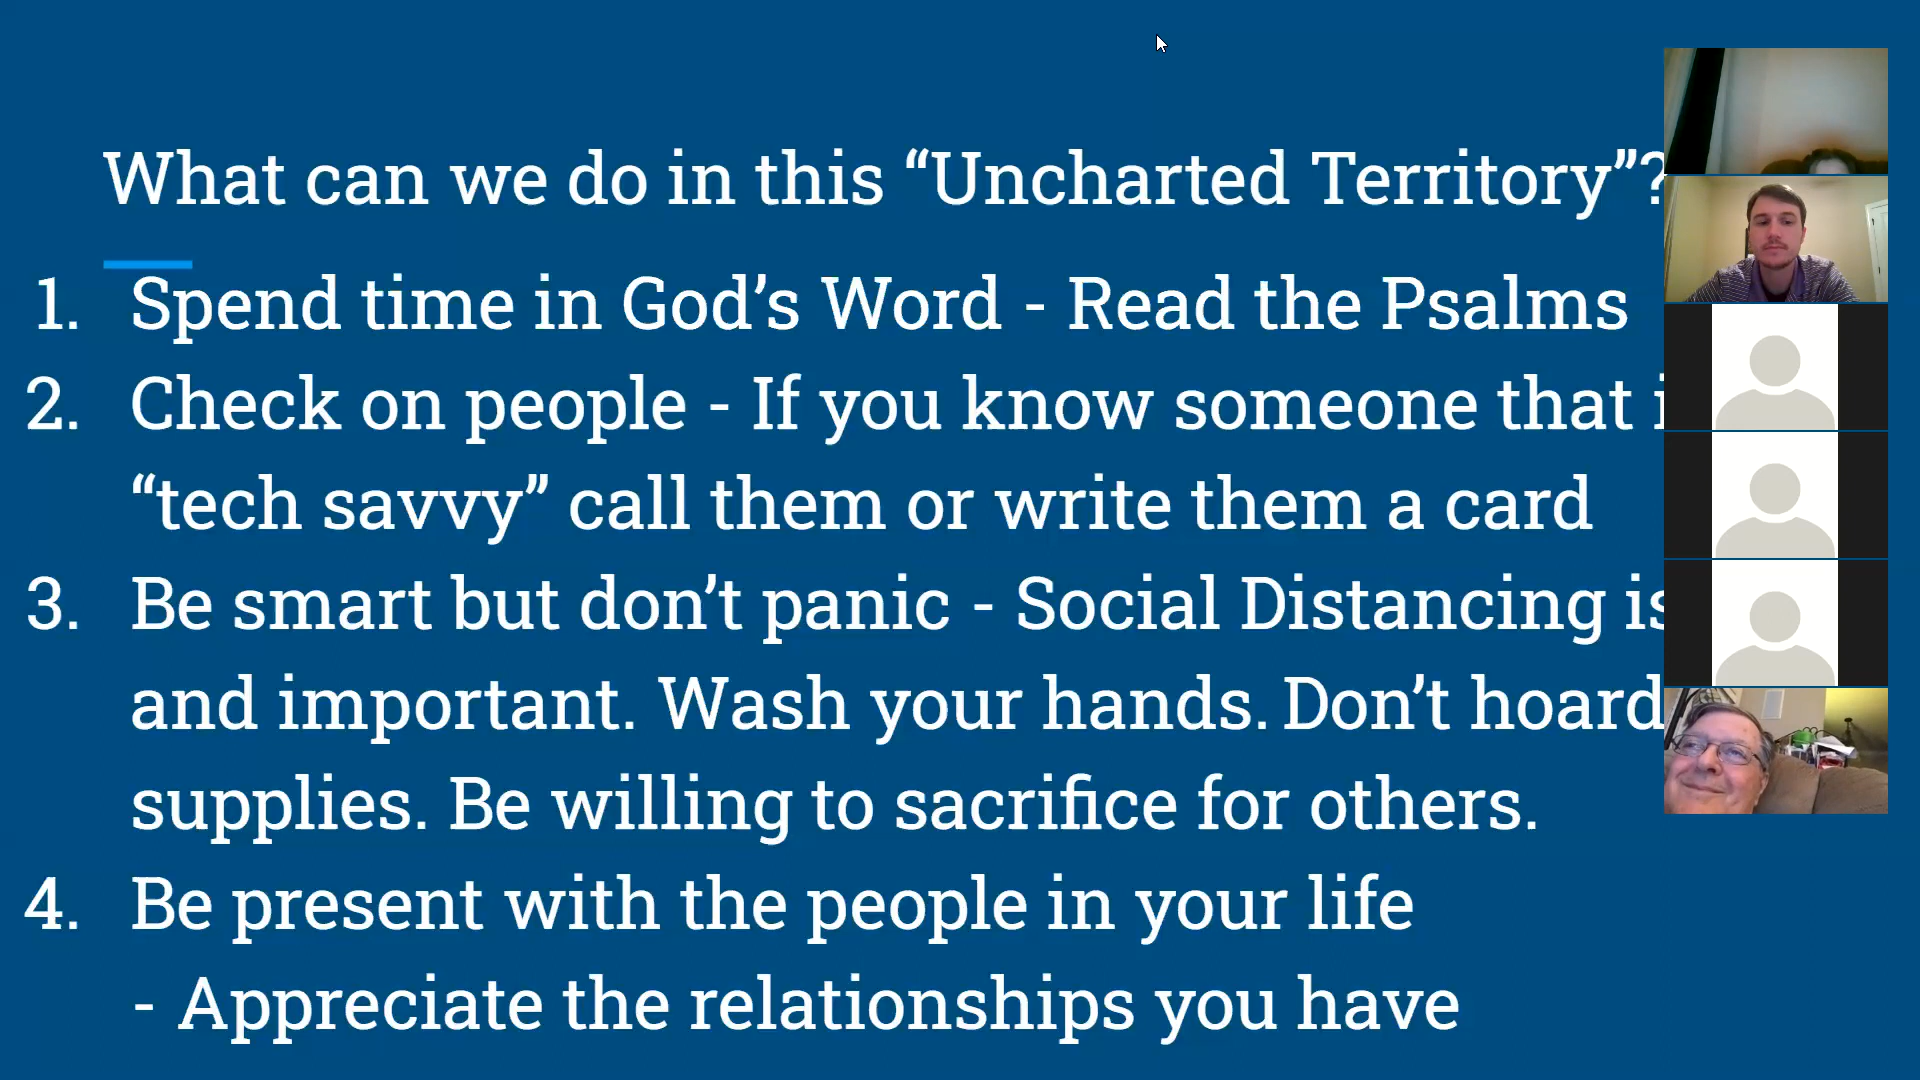 What can we do in this “Uncharted Territory”?
1. Spend time in God’s Word - Read the Psalms
2. Check on people - If you know someone that
“tech savvy” call them or write them a card
3. Be smart but don’t panic - Social Distancing is
and important. Wash your hands. Don’t hoard
supplies. Be willing to sacrifice for others.
4. Be present with the people in your life
- Appreciate the relationships you have